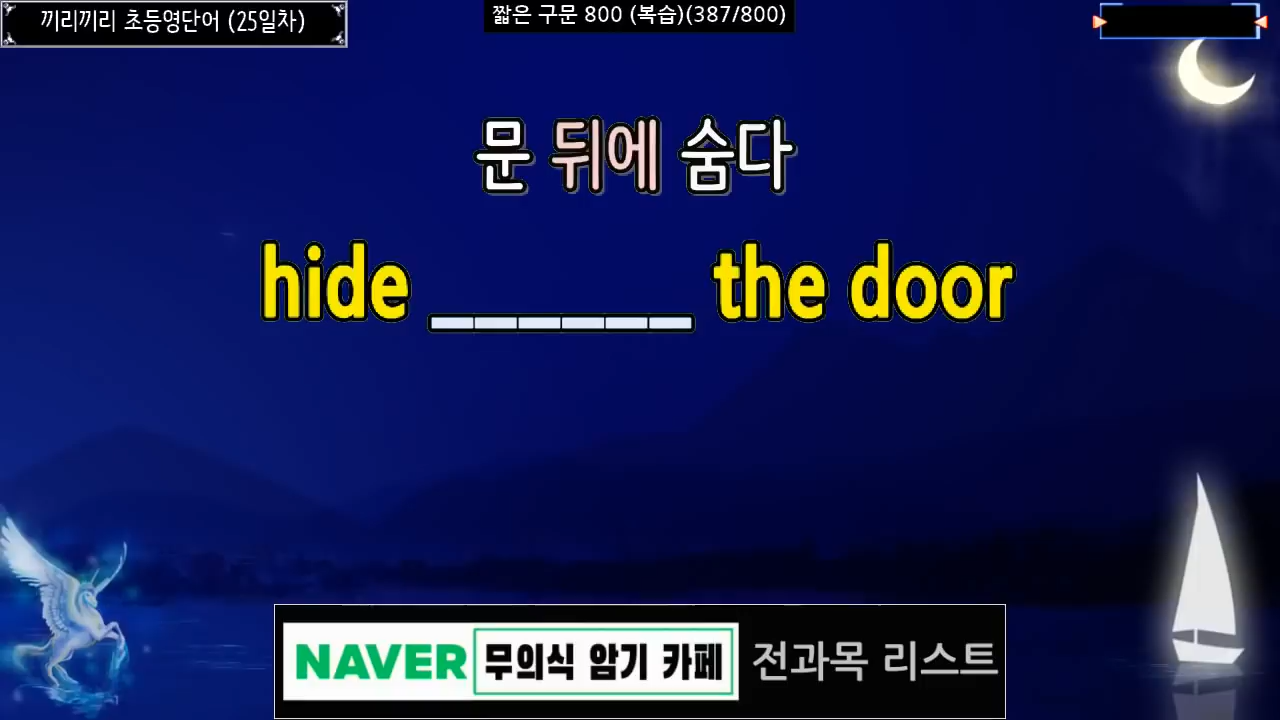 끼리끼리 초등영단어 (25일차)
짧은 구문 800 (복습)(387/800)
문 뒤에 숨다
hide ______ the door
NAVER 무의식 암기 카페 전과목 리스트